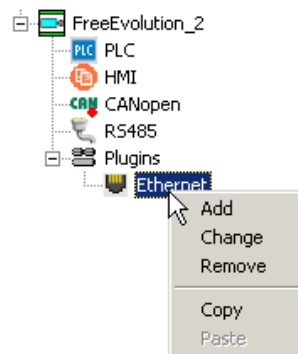 FreeEvolution_2
PLC PLC
HMI
CAN CANopen
RS485
Plugins
Ethernet
Add
Change
Remove
Copy
Paste